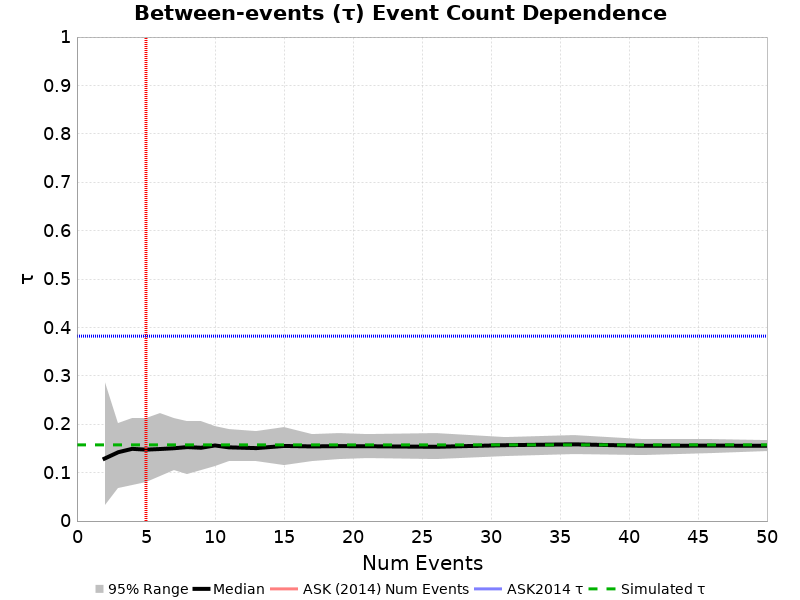 Between-events (τ) Event Count Dependence
1
0.9
0.8
0.7
0.6
0.5
0.4
0.3
0.2
0.1
0
τ
0 5 10 15 20 25 30 35 40 45 50
Num Events
95% Range Median ASK (2014) Num Events ASK2014 τ Simulated τ